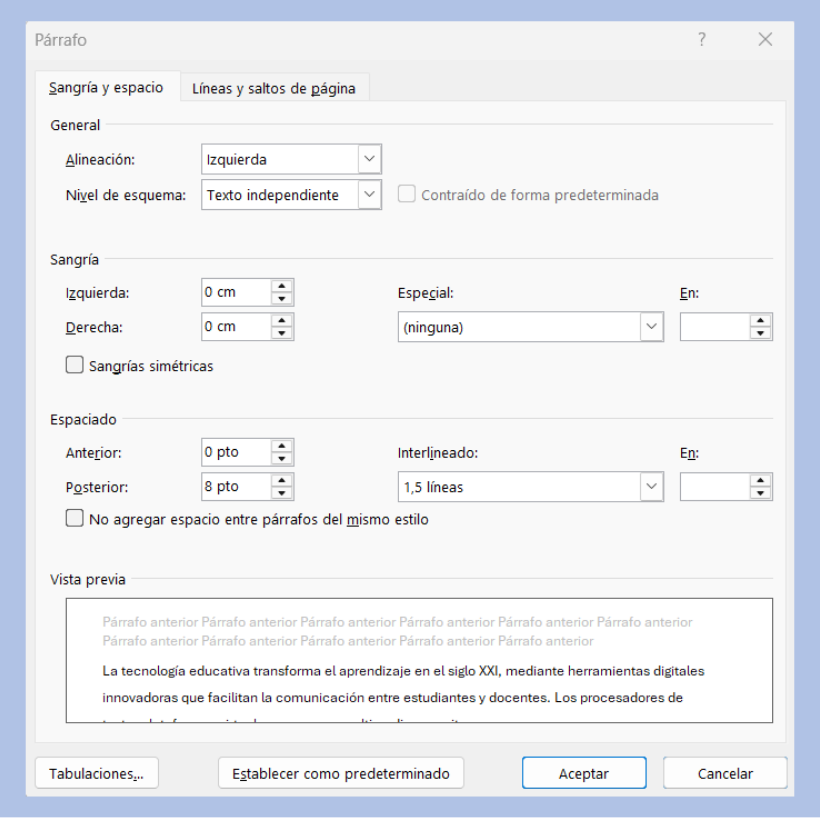 Párrafo ?
Sangría y espacio Líneas y saltos de página
General
Alineación: Izquierda
Nivel de esquema: Texto independiente Contraído de forma predeterminada
Sangría
Izquierda: 0 cm Especial: En:
Derecha: 0 cm (ninguna)
Sangrías simétricas
Espaciado
Anterior: 0 pto Interlineado: En:
Posterior: 8 pto 1,5 líneas
No agregar espacio entre párrafos del mismo estilo
Vista previa
Párrafo anterior Párrafo anterior Párrafo anterior Párrafo anterior Párrafo anterior Párrafo anterior
Párrafo anterior Párrafo anterior Párrafo anterior Párrafo anterior Párrafo anterior
La tecnología educativa transforma el aprendizaje en el siglo XXI, mediante herramientas digitales
innovadoras que facilitan la comunicación entre estudiantes y docentes. Los procesadores de
Tabulaciones... Establecer como predeterminado Aceptar Cancelar